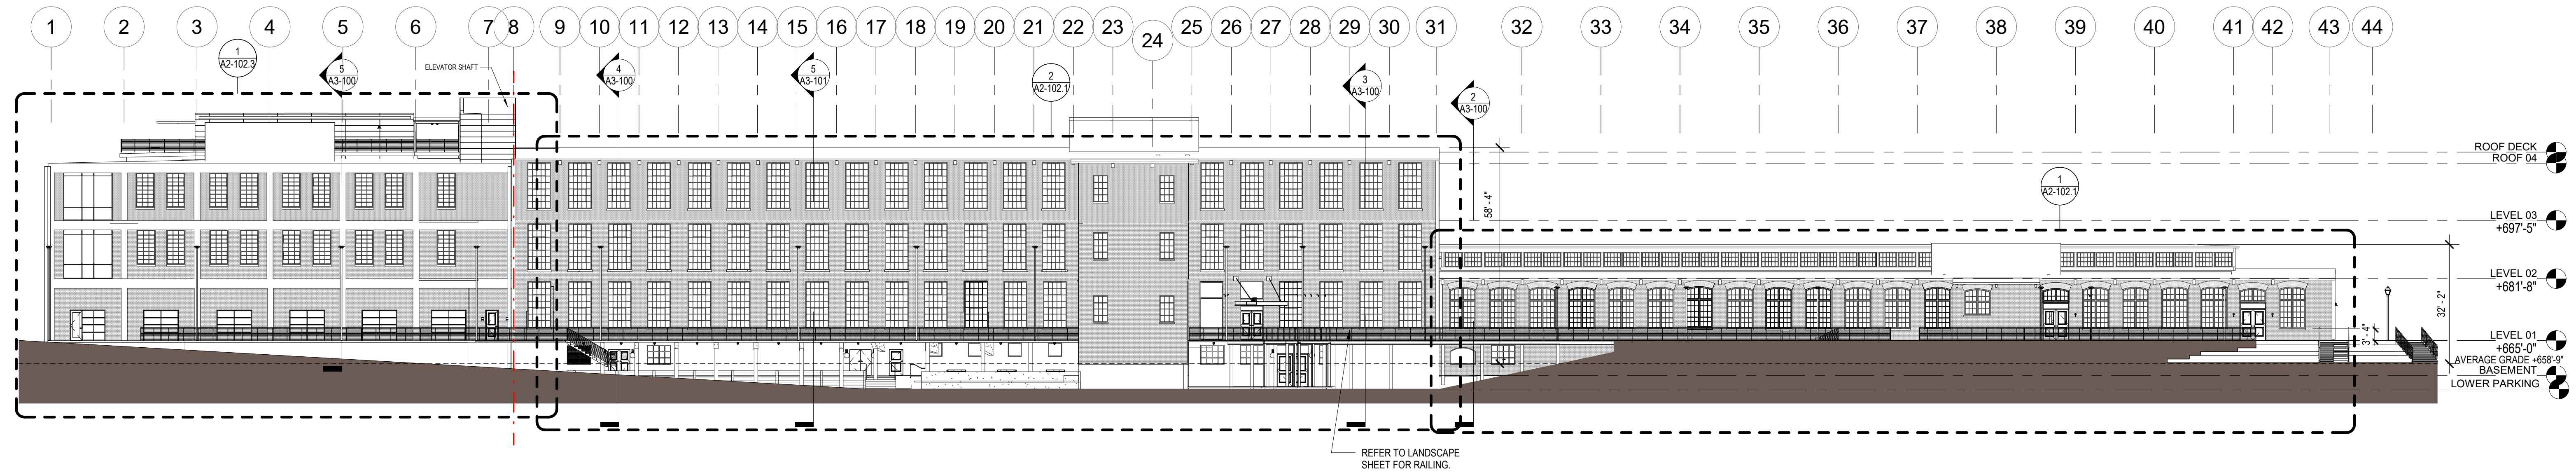 1 2 3 4 5 6 7 8 9 10 11 12 13 14 15 16 17 18 19 20 21 22 23 24 25 26 27 28 29 30 31 32 33 34 35 36 37 38 39 40 41 42 43 44
1
A2-102.3
5
A3-100
ELEVATOR SHAFT
4
A3-100
5
A3-101
2
A2-102.1
3
A3-100
2
A3-100
ROOF DECK
ROOF 04
58' - 4"
1
A2-102.1
LEVEL 03
+697'-5"
LEVEL 02
+681'-8"
32' - 2"
3' - 4"
LEVEL 01
+665'-0"
AVERAGE GRADE +658'-9"
BASEMENT
LOWER PARKING
REFER TO LANDSCAPE
SHEET FOR RAILING.